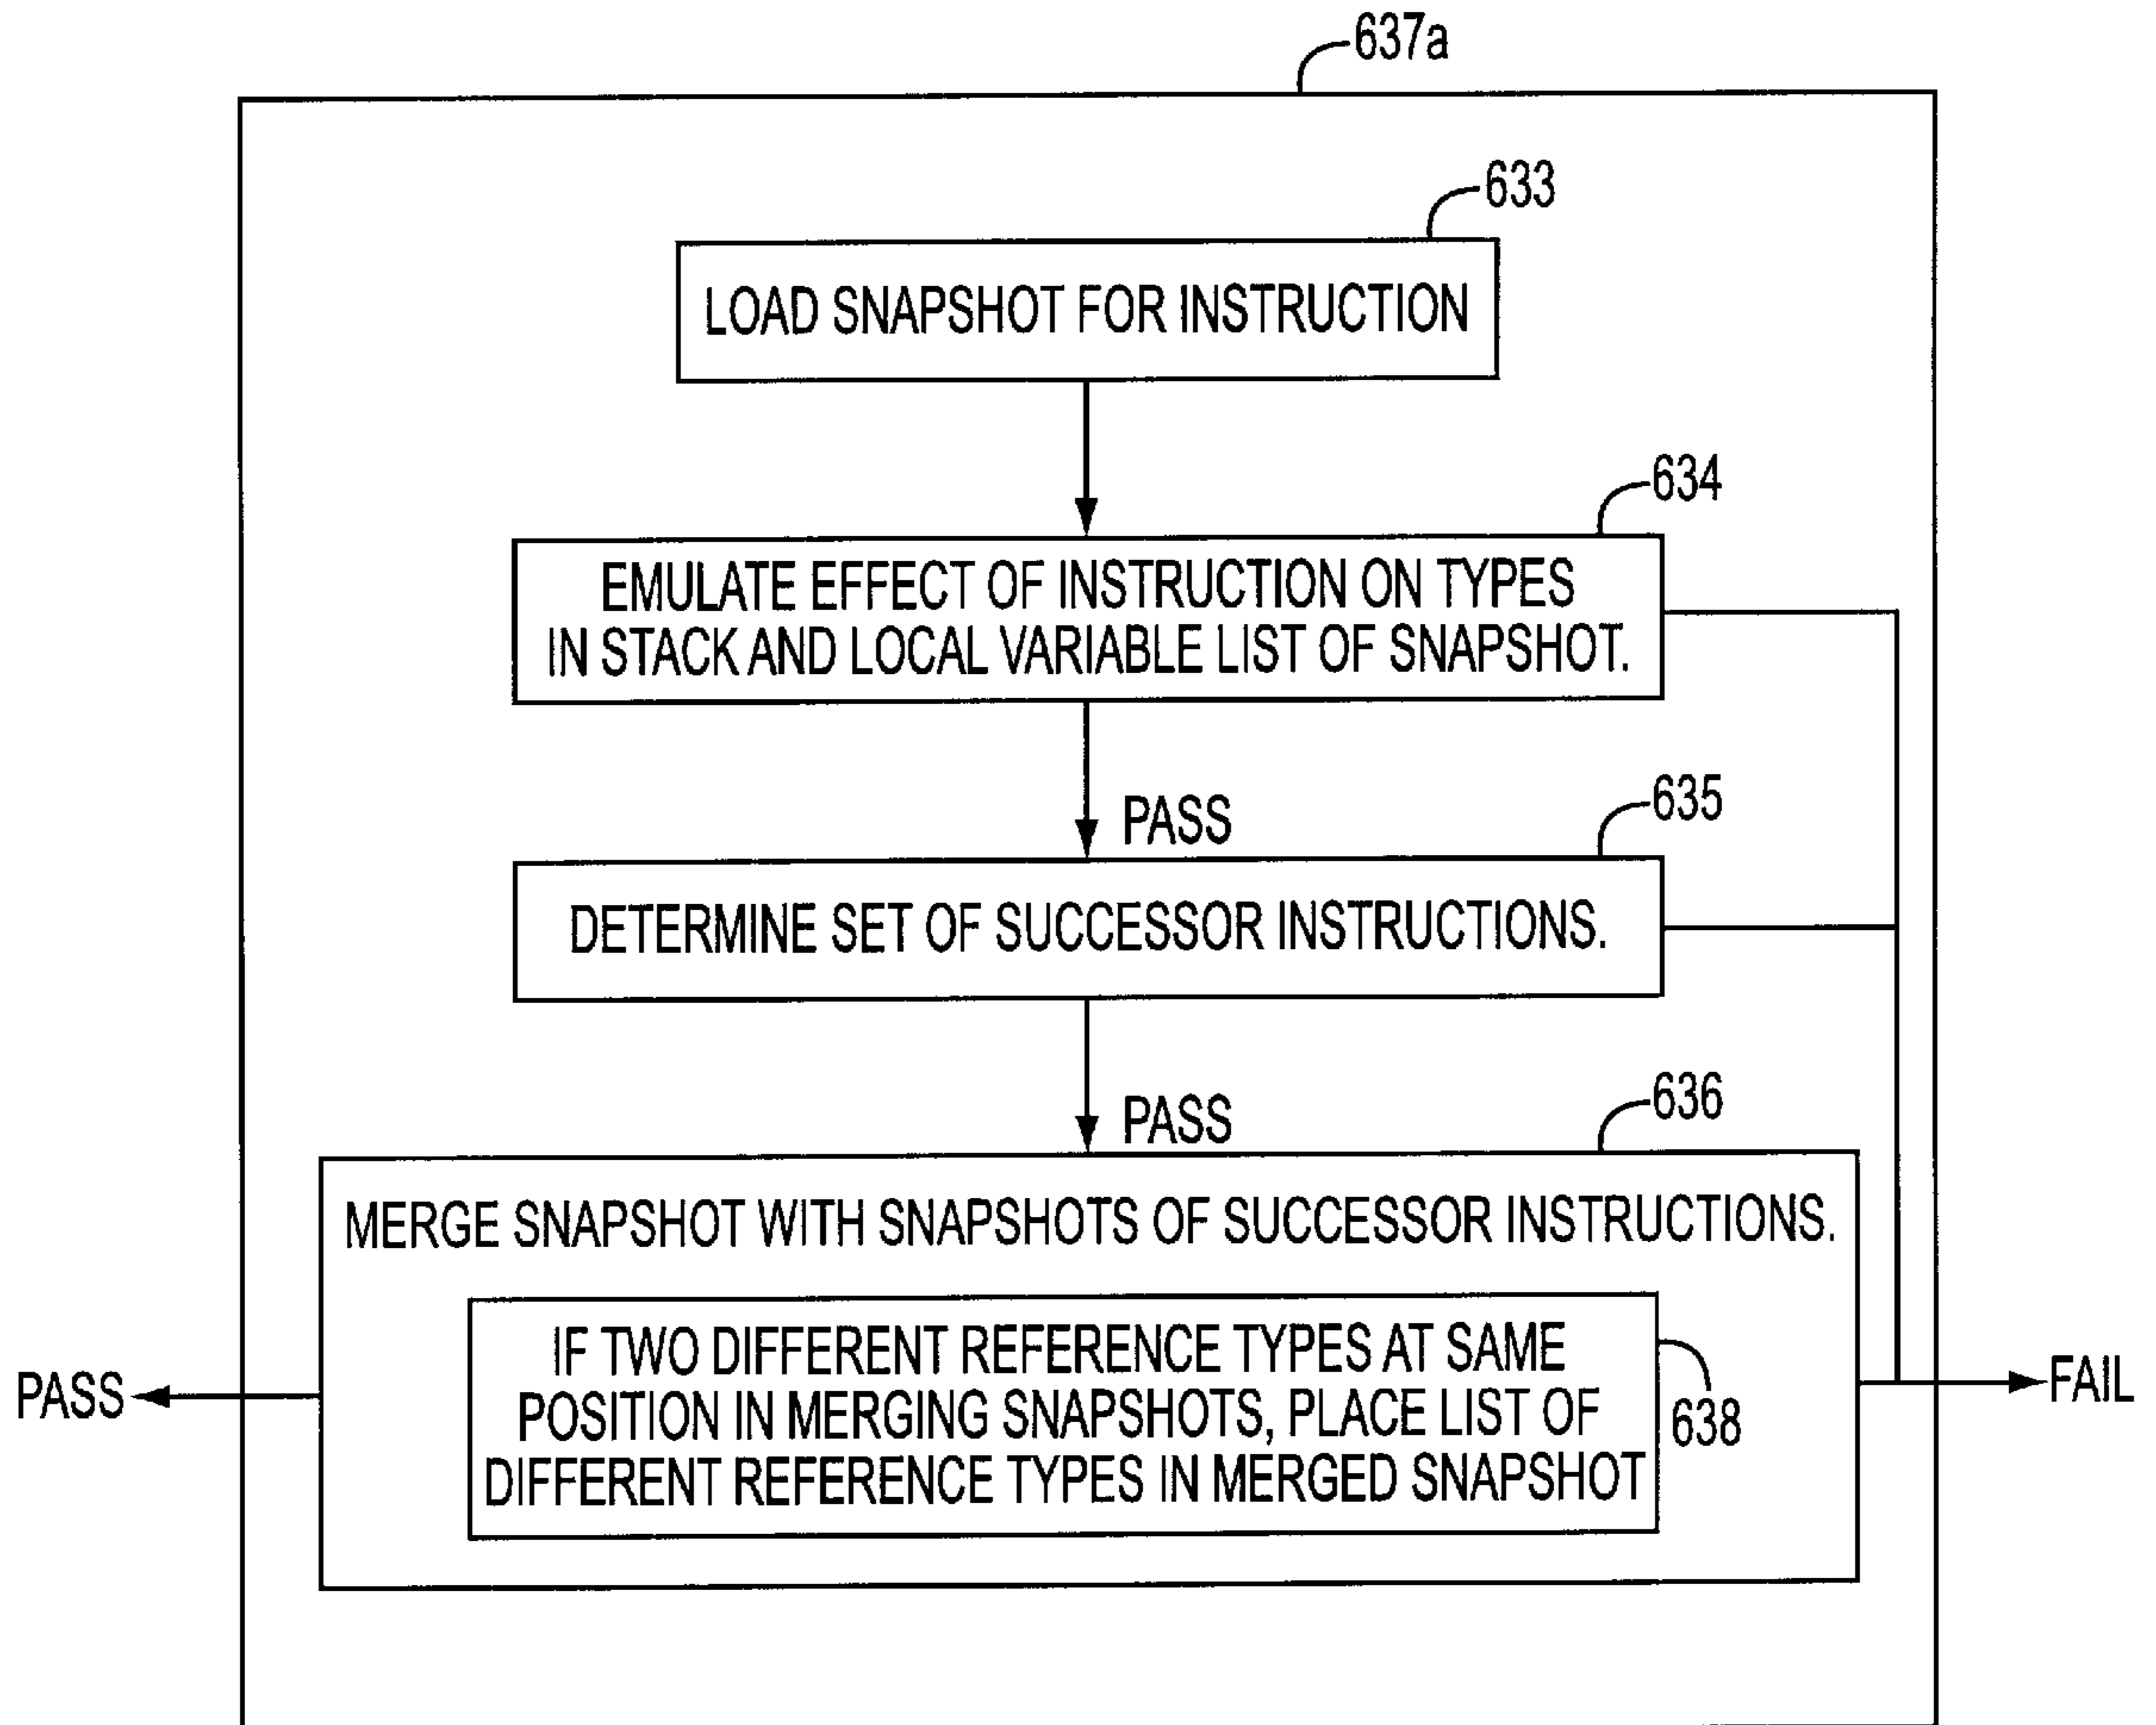 637a
633
LOAD SNAPSHOT FOR INSTRUCTION
634
EMULATE EFFECT OF INSTRUCTION ON TYPES
IN STACK AND LOCAL VARIABLE LIST OF SNAPSHOT.
PASS
635
DETERMINE SET OF SUCCESSOR INSTRUCTIONS.
PASS
636
MERGE SNAPSHOT WITH SNAPSHOTS OF SUCCESSOR INSTRUCTIONS.
IF TWO DIFFERENT REFERENCE TYPES AT SAME
POSITION IN MERGING SNAPSHOTS, PLACE LIST OF
DIFFERENT REFERENCE TYPES IN MERGED SNAPSHOT
638
PASS
FAIL